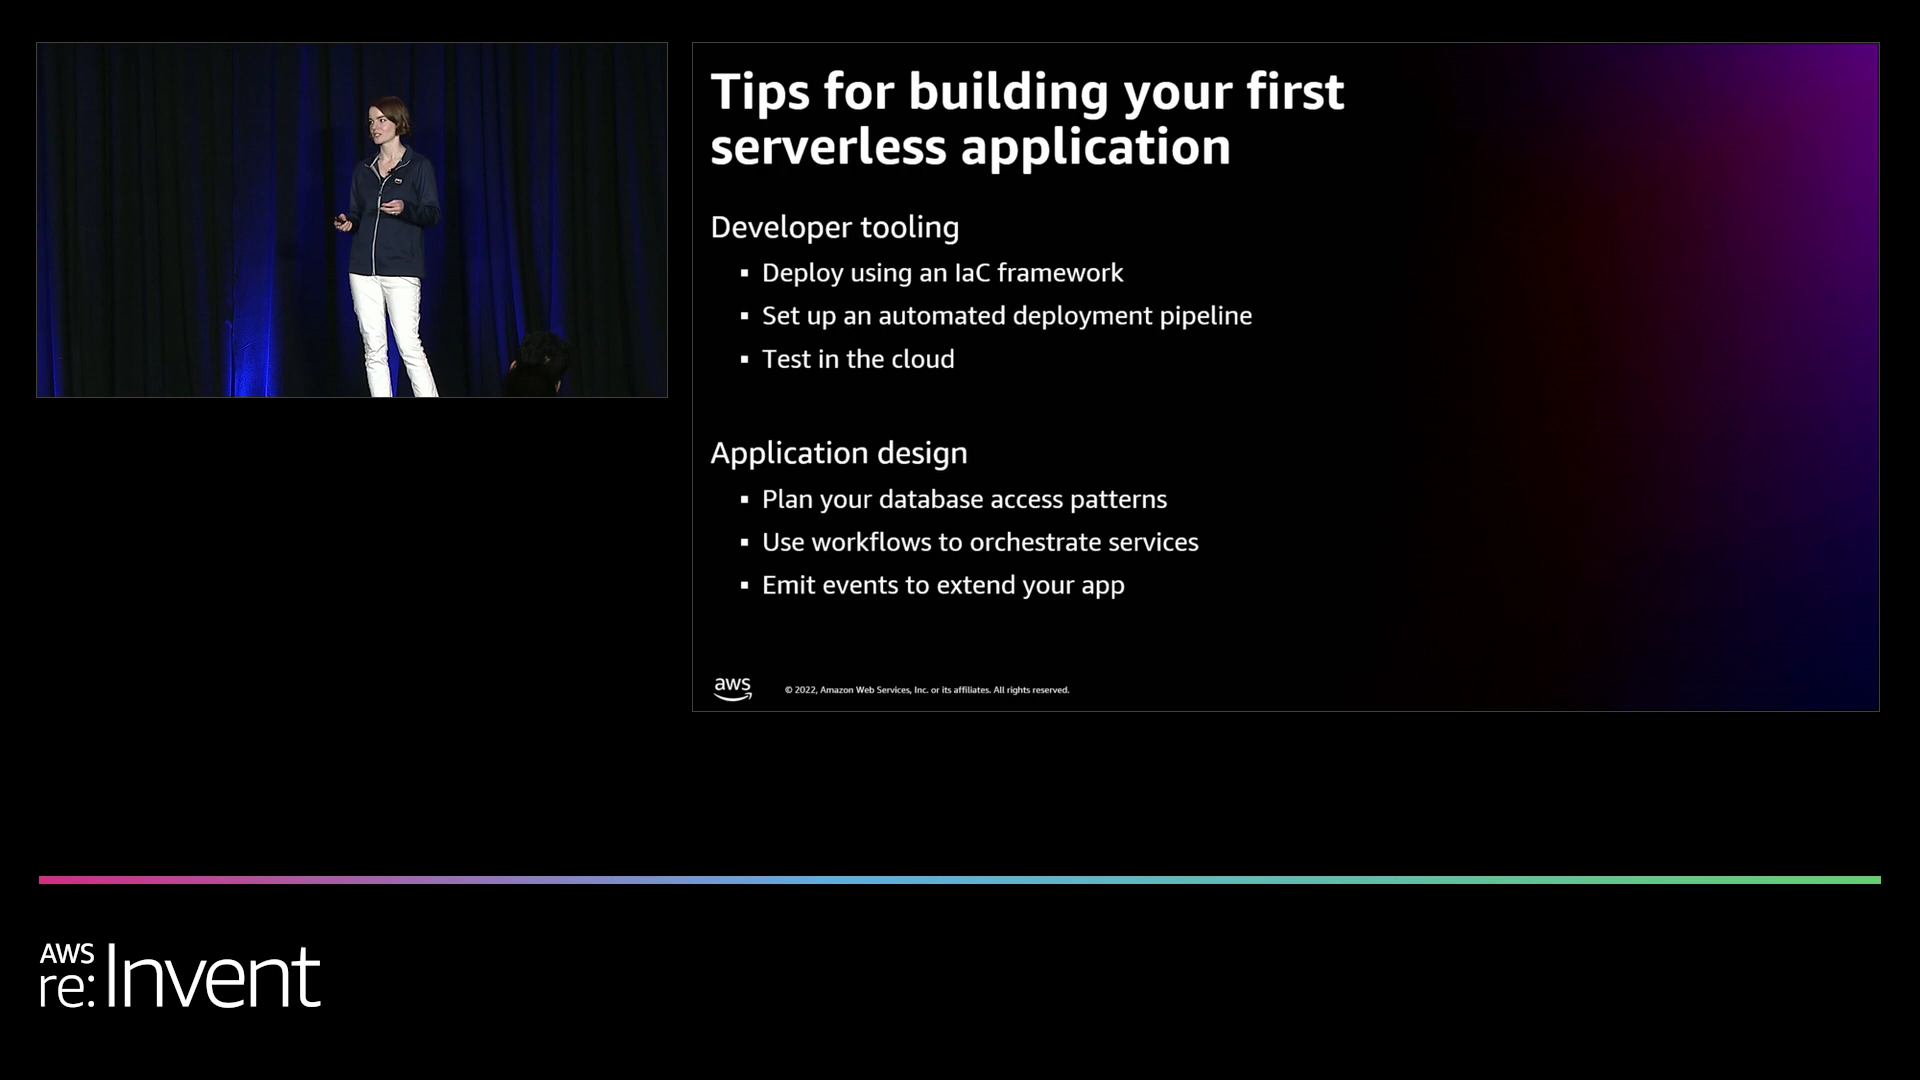 Tips for building your first
serverless application
Developer tooling
▪ Deploy using an IaC framework
▪ Set up an automated deployment pipeline
▪ Test in the cloud
Application design
▪ Plan your database access patterns
▪ Use workflows to orchestrate services
▪ Emit events to extend your app
aws
© 2022, Amazon Web Services, Inc. or its affiliates. All rights reserved.
AWS
re:Invent